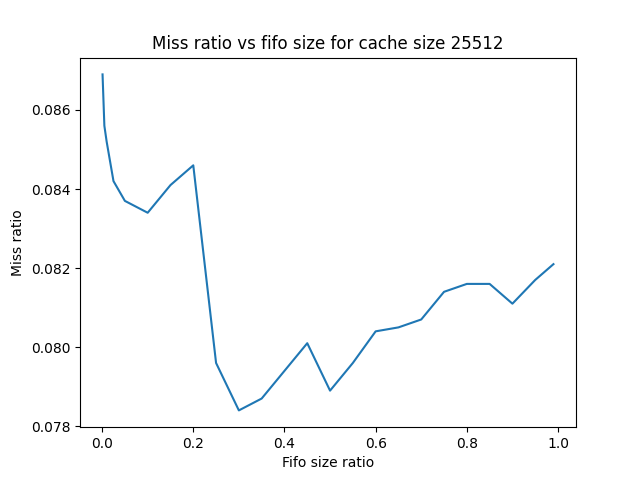 Miss ratio vs fifo size for cache size 25512
0.086
0.084
0.082
0.080
0.078
Miss ratio
0.0 0.2 0.4 0.6 0.8 1.0
Fifo size ratio